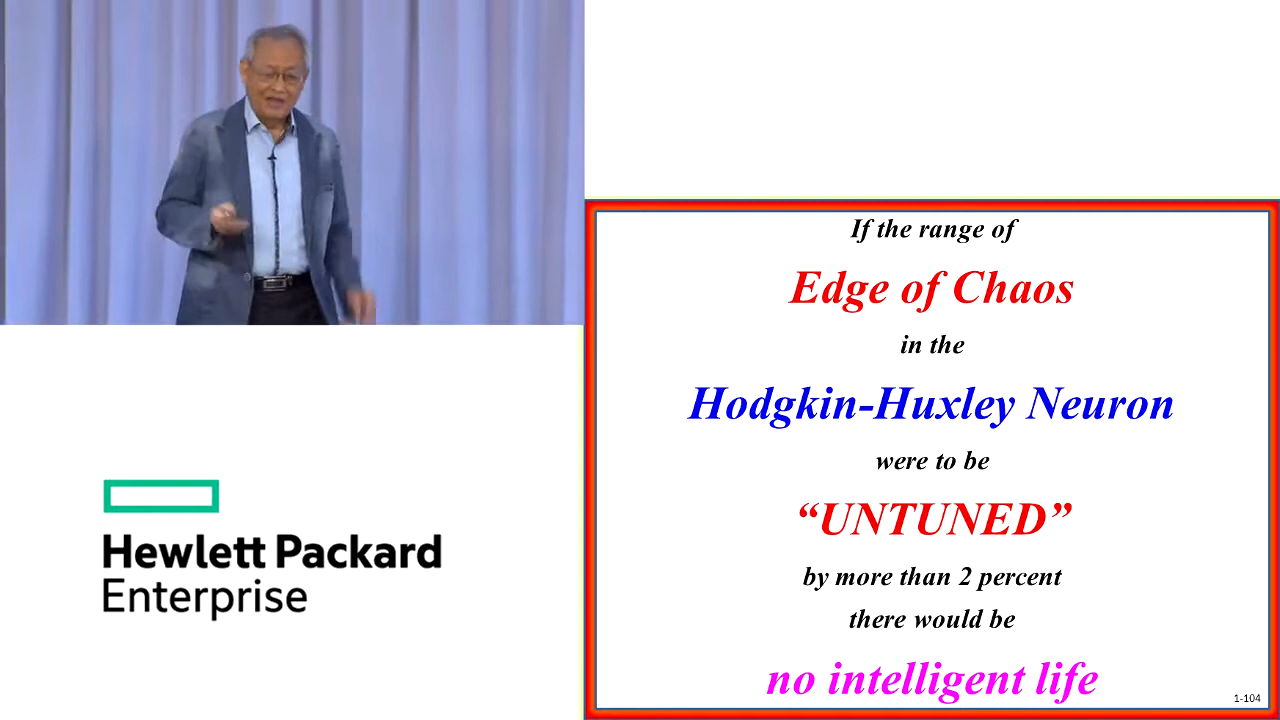 If the range of
Edge of Chaos
in the
Hodgkin-Huxley Neuron
were to be
“UNTUNED”
by more than 2 percent
there would be
no intelligent life
1-104
Hewlett Packard
Enterprise